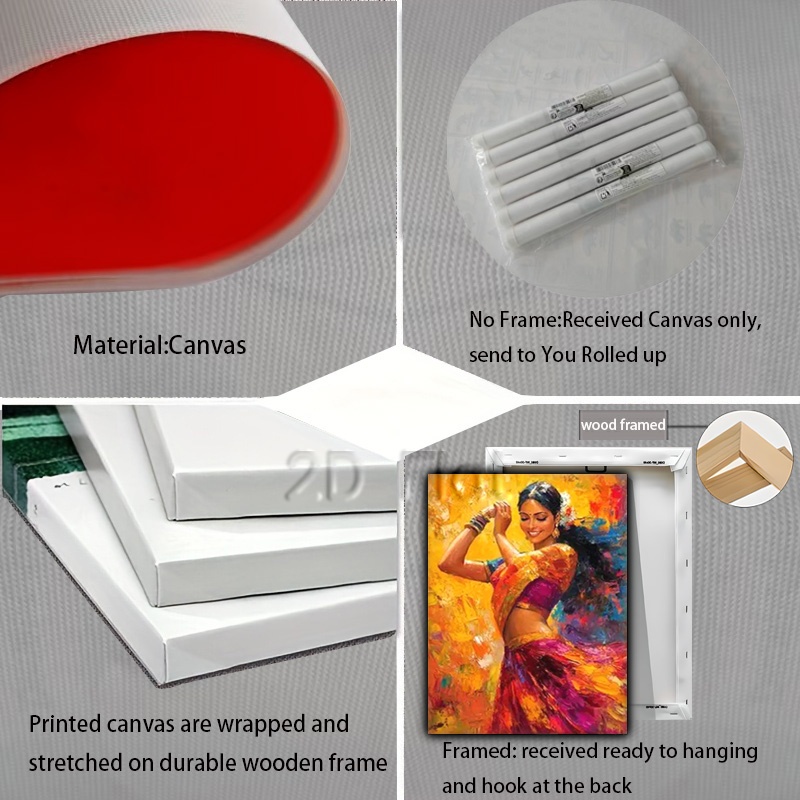 Material:Canvas
No Frame:Received Canvas only,
send to You Rolled up
2D
wood framed
Printed canvas are wrapped and
stretched on durable wooden frame
Framed: received ready to hanging
and hook at the back